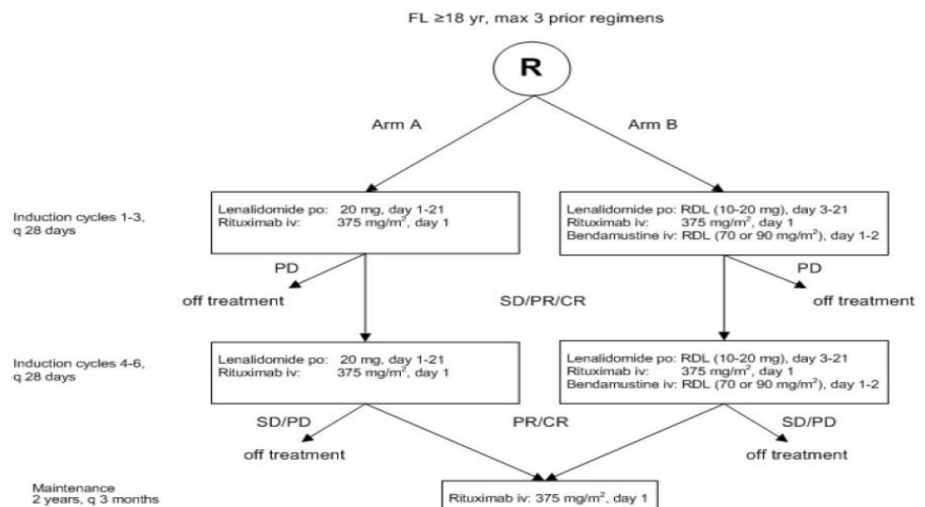 FL ≥18 yr, max 3 prior regimens
R
Arm A
Arm B
Induction cycles 1-3,
q 28 days
Lenalidomide po: 20 mg, day 1-21
Rituximab iv: 375 mg/m², day 1
Lenalidomide po: RDL (10-20 mg), day 3-21
Rituximab iv: 375 mg/m², day 1
Bendamustine iv: RDL (70 or 90 mg/m²), day 1-2
PD
off treatment
SD/PR/CR
PD
off treatment
Induction cycles 4-6,
q 28 days
Lenalidomide po: 20 mg, day 1-21
Rituximab iv: 375 mg/m², day 1
Lenalidomide po: RDL (10-20 mg), day 3-21
Rituximab iv: 375 mg/m², day 1
Bendamustine iv: RDL (70 or 90 mg/m²), day 1-2
SD/PD
off treatment
PR/CR
SD/PD
off treatment
Maintenance
2 years, q 3 months
Rituximab iv: 375 mg/m², day 1